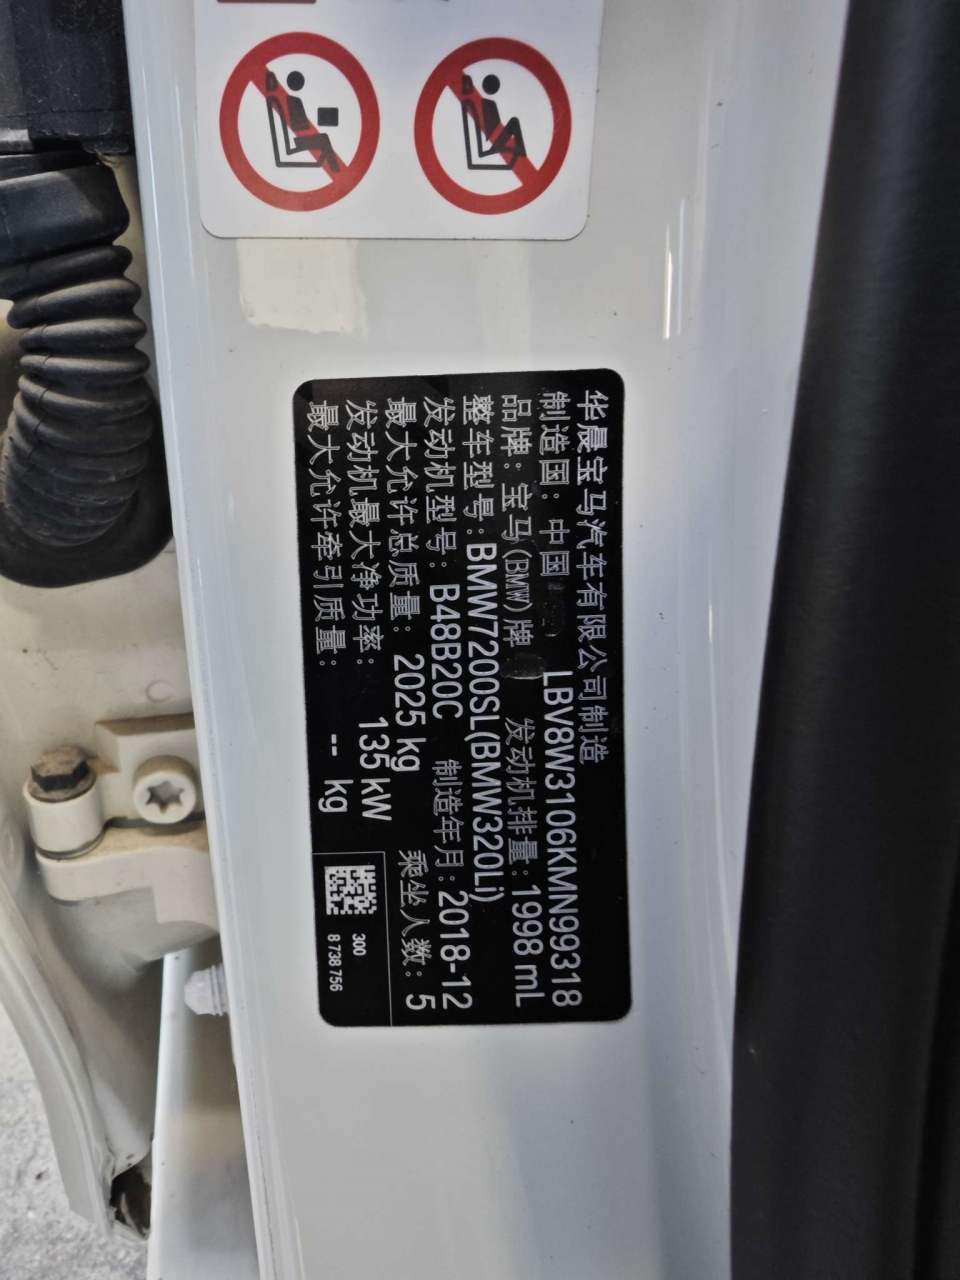 华晨宝马汽车有限公司制造
制造国：中国 LBV8W3106KMN99318
品牌：宝马(BMW)牌 发动机排量：1998 mL
整车型号：BMW7200SL(BMW320Li)
发动机型号：B48B20C 制造年月：2018-12
最大允许总质量：2025 kg 乘坐人数：5
发动机最大净功率：135 kW
最大允许牵引质量：-- kg
300
8 738 756